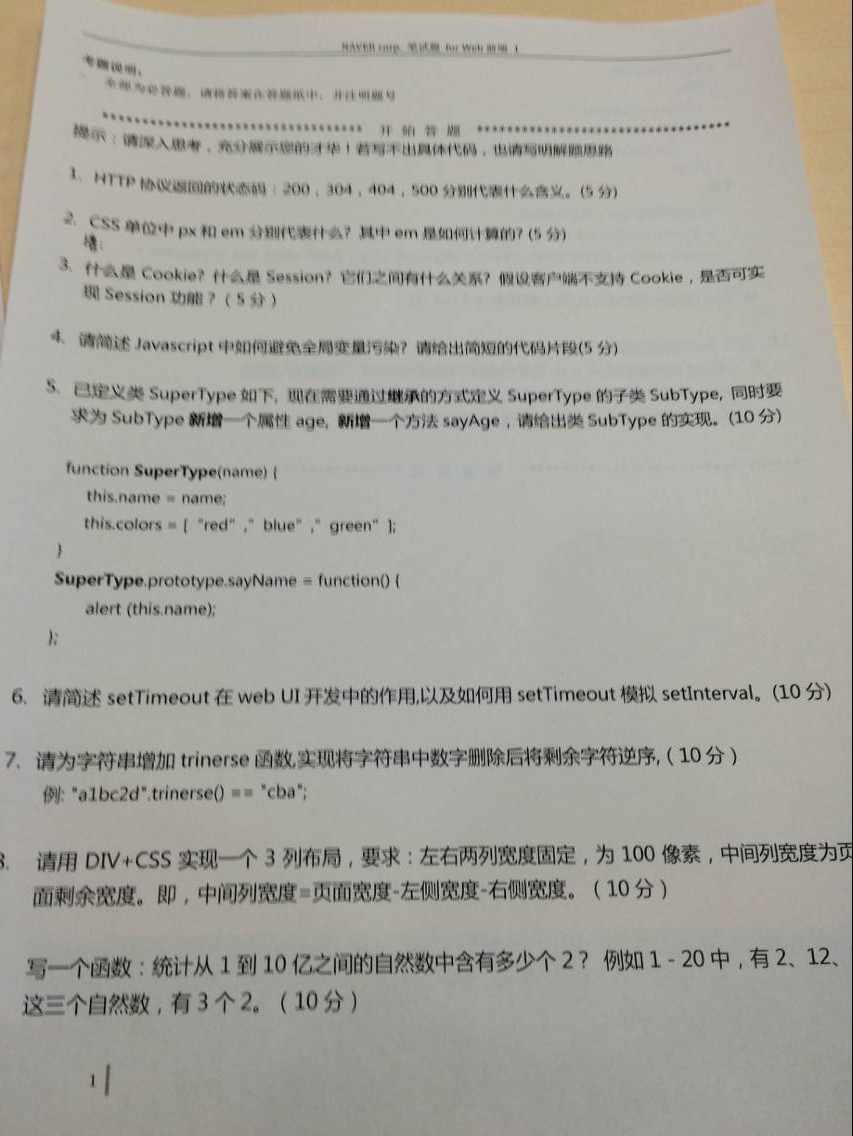 NAVER corp. 笔试题 for Web 前端 1
考题说明:
全部为必答题、请将答案在答题纸中、并注明题号
************************************ 开 始 答 题 ************************************
提示：请深入思考，充分展示您的才华！若写不出具体代码，也请写明解题思路
1、HTTP 协议返回的状态码：200，304，404，500 分别代表什么含义。(5 分)
2、CSS 单位中 px 和 em 分别代表什么？其中 em 是如何计算的？(5 分)
3、什么是 Cookie？什么是 Session？它们之间有什么关系？假设客户端不支持 Cookie，是否可实
现 Session 功能？(5 分)
4、请简述 Javascript 中如何避免全局变量污染？请给出简短的代码片段(5 分)
5、已定义类 SuperType 如下，现在需要通过继承的方式定义 SuperType 的子类 SubType, 同时要
求为 SubType 新增一个属性 age, 新增一个方法 sayAge，请给出类 SubType 的实现。(10 分)
function SuperType(name) {
this.name = name;
this.colors = [ "red" ," blue" ," green" ];
}
SuperType.prototype.sayName = function() {
alert (this.name);
};
6、请简述 setTimeout 在 web UI 开发中的作用,以及如何用 setTimeout 模拟 setInterval。(10 分)
7、请为字符串增加 trinerse 函数,实现将字符串中数字删除后将剩余字符逆序,(10 分)
例: "a1bc2d".trinerse() == "cba";
8、请用 DIV+CSS 实现一个 3 列布局，要求：左右两列宽度固定，为 100 像素，中间列宽度为页
面剩余宽度。即，中间列宽度=页面宽度-左侧宽度-右侧宽度。(10 分)
写一个函数：统计从 1 到 10 亿之间的自然数中含有多少个 2？ 例如 1 - 20 中，有 2、12、
这三个自然数，有 3 个 2。(10 分)
1